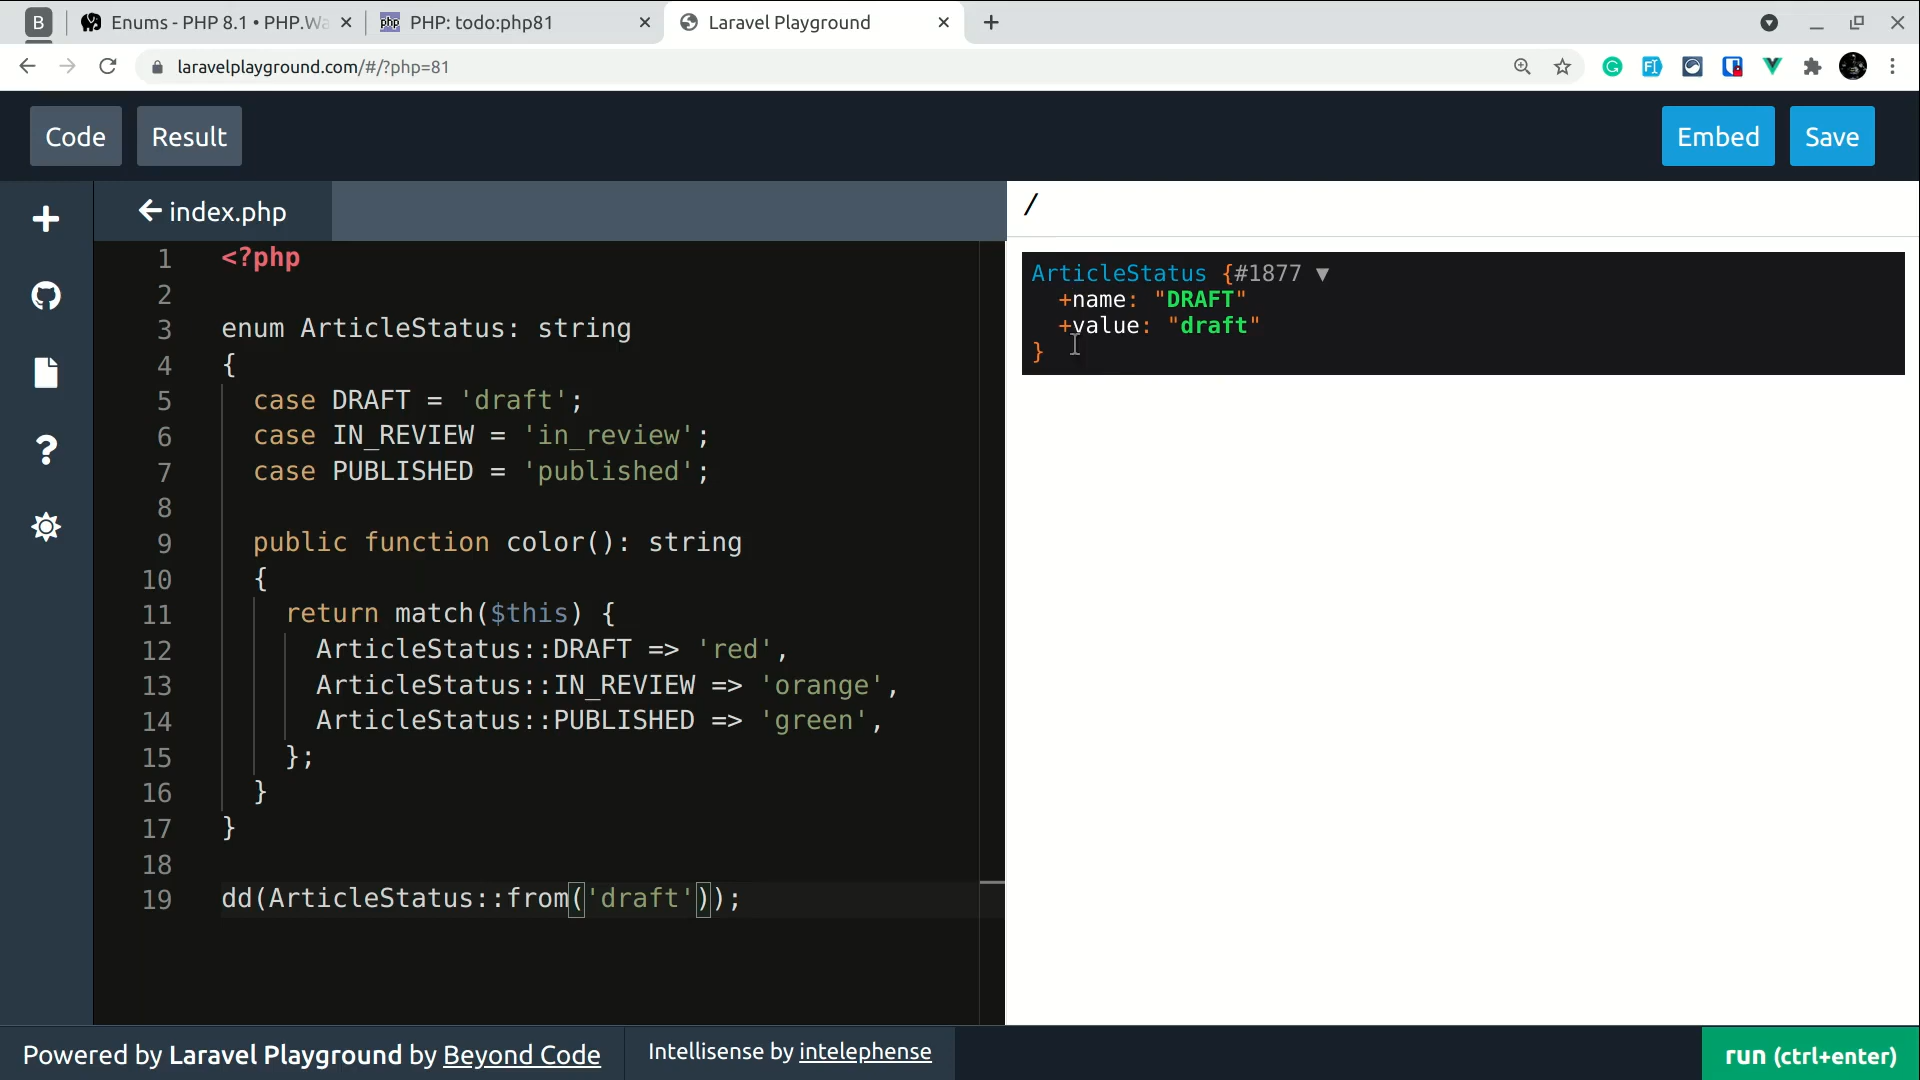 B
Enums - PHP 8.1 • PHP.Wa
PHP: todo:php81
Laravel Playground
laravelplayground.com/#/?php=81
Code
Result
Embed
Save
index.php
/
1 <?php
2
3 enum ArticleStatus: string
4 {
5 case DRAFT = 'draft';
6 case IN_REVIEW = 'in_review';
7 case PUBLISHED = 'published';
8
9 public function color(): string
10 {
11 return match($this) {
12 ArticleStatus::DRAFT => 'red',
13 ArticleStatus::IN_REVIEW => 'orange',
14 ArticleStatus::PUBLISHED => 'green',
15 };
16 }
17 }
18
19 dd(ArticleStatus::from('draft'));
ArticleStatus {#1877 ▼
+name: "DRAFT"
+value: "draft"
}
Powered by Laravel Playground by Beyond Code
Intellisense by intelephense
run (ctrl+enter)